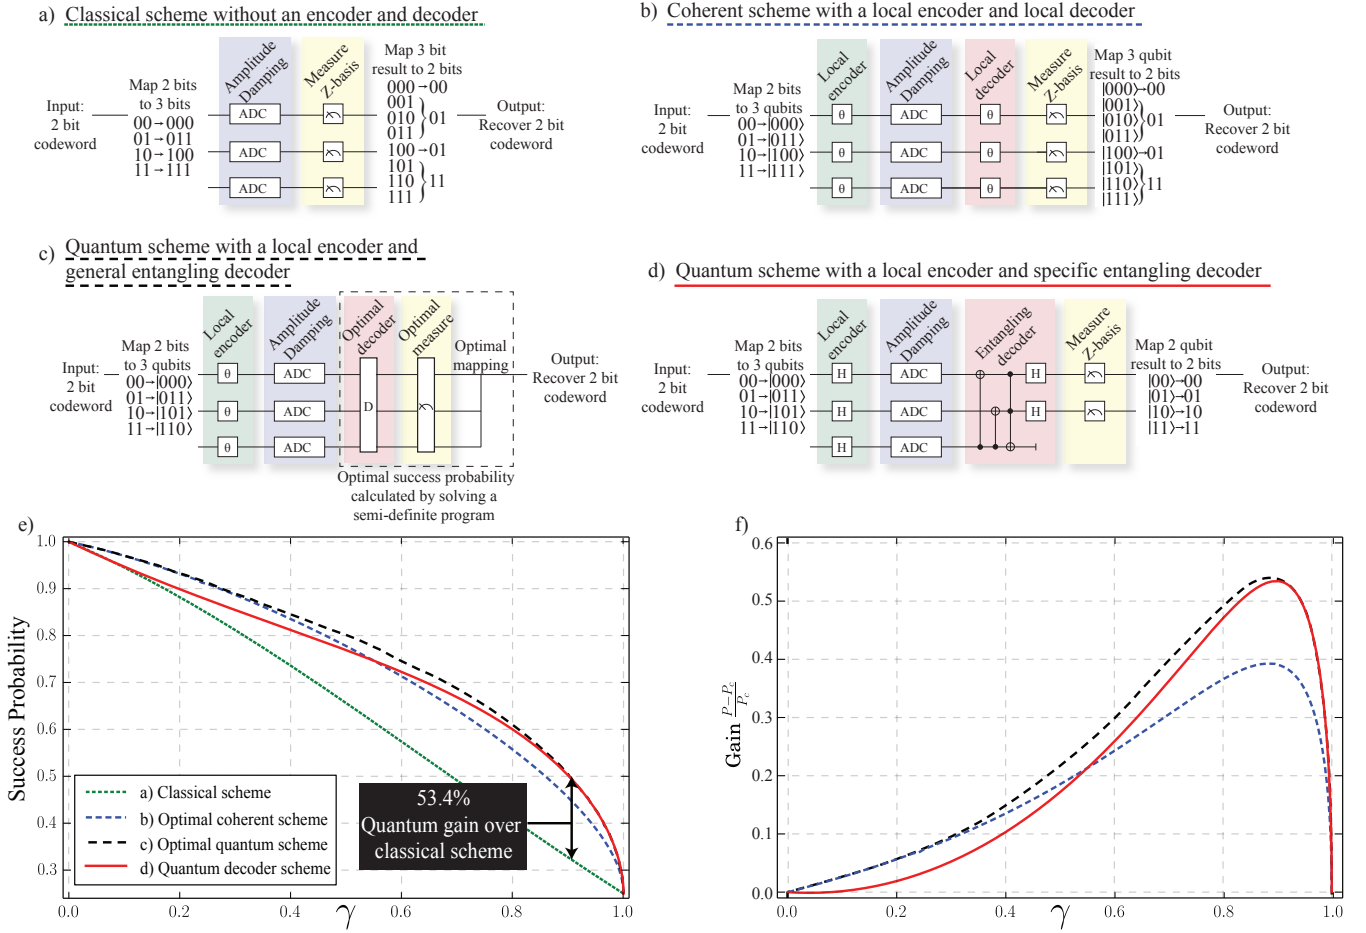 a) Classical scheme without an encoder and decoder
Amplitude
Damping
Measure
Z-basis
Map 3 bit
result to 2 bits
Map 2 bits
to 3 bits
Input:
2 bit
codeword
00→000
01→011
10→100
11→111
ADC
ADC
ADC
000→00
001
010
011
01
100→01
101
110
111
11
Output:
Recover 2 bit
codeword
b) Coherent scheme with a local encoder and local decoder
Local
encoder
Amplitude
Damping
Local
decoder
Measure
Z-basis
Map 3 qubit
result to 2 bits
Map 2 bits
to 3 qubits
Input:
2 bit
codeword
00→|000⟩
01→|011⟩
10→|100⟩
11→|111⟩
θ ADC θ
θ ADC θ
θ ADC θ
|000⟩→00
|001⟩
|010⟩
|011⟩
01
|100⟩→01
|101⟩
|110⟩
|111⟩
11
Output:
Recover 2 bit
codeword
c) Quantum scheme with a local encoder and
general entangling decoder
Local
encoder
Amplitude
Damping
Optimal
decoder
Optimal
measure
Optimal
mapping
Map 2 bits
to 3 qubits
Input:
2 bit
codeword
00→|000⟩
01→|011⟩
10→|101⟩
11→|110⟩
θ ADC
θ ADC
θ ADC
D
Output:
Recover 2 bit
codeword
Optimal success probability
calculated by solving a
semi-definite program
d) Quantum scheme with a local encoder and specific entangling decoder
Local
encoder
Amplitude
Damping
Entangling
decoder
Measure
Z-basis
Map 2 qubit
result to 2 bits
Map 2 bits
to 3 qubits
Input:
2 bit
codeword
00→|000⟩
01→|011⟩
10→|101⟩
11→|110⟩
H ADC H
H ADC H
H ADC
|00⟩→00
|01⟩→01
|10⟩→10
|11⟩→11
Output:
Recover 2 bit
codeword
e)
Success Probability
1.0
0.9
0.8
0.7
0.6
0.5
0.4
0.3
a) Classical scheme
b) Optimal coherent scheme
c) Optimal quantum scheme
d) Quantum decoder scheme
53.4%
Quantum gain over
classical scheme
0.0 0.2 0.4 0.6 0.8 1.0
γ
f)
Gain (P−P_c)/P_c
0.6
0.5
0.4
0.3
0.2
0.1
0.0
0.0 0.2 0.4 0.6 0.8 1.0
γ